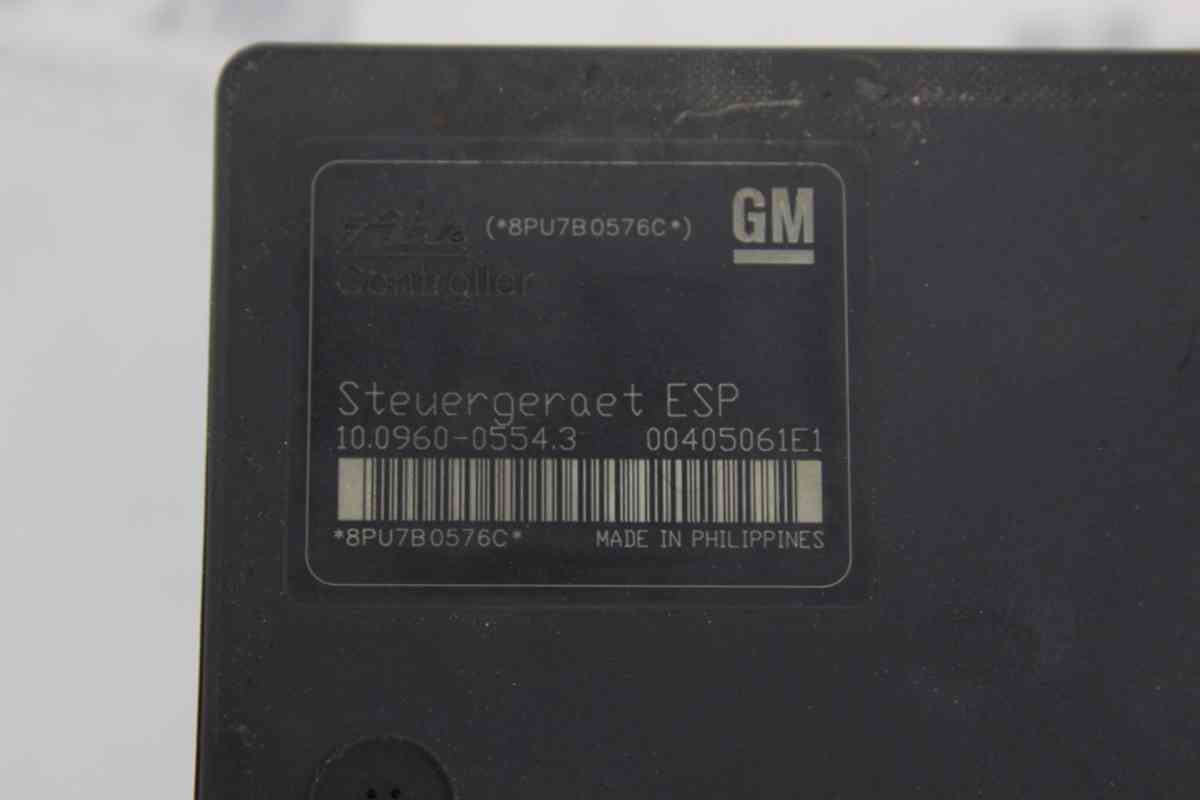 (*8PU7B0576C*)
GM
Controller
Steuergeraet ESP
10.0960-0554.3 00405061E1
*8PU7B0576C* MADE IN PHILIPPINES